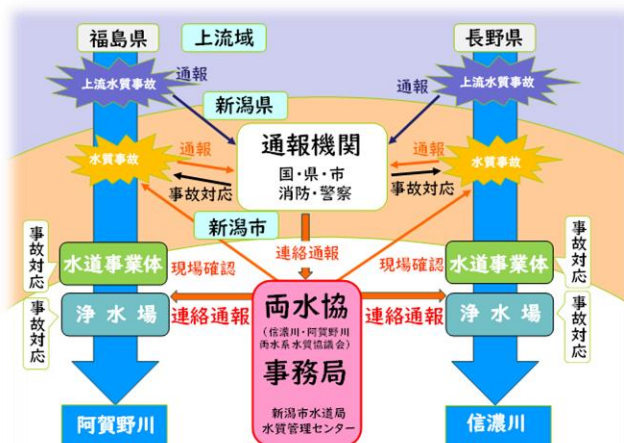 福島県
上流域
長野県
上流水質事故
通報
通報
上流水質事故
新潟県
水質事故
通報
通報機関
国・県・市
消防・警察
通報
水質事故
事故対応
事故対応
新潟市
連絡通報
事故対応
水道事業体
現場確認
現場確認
水道事業体
事故対応
事故対応
浄水場
連絡通報
両水協
(信濃川・阿賀野川
両水系水質協議会)
事務局
新潟市水道局
水質管理センター
連絡通報
浄水場
事故対応
阿賀野川
信濃川